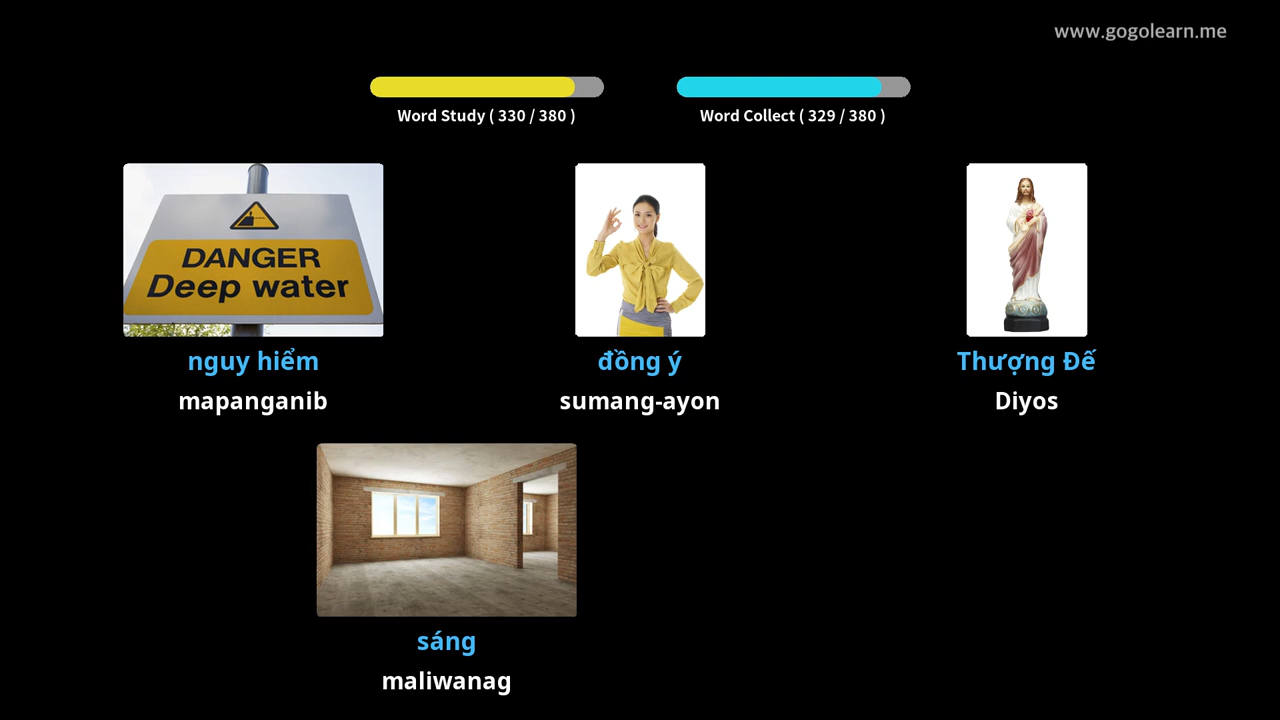 www.gogolearn.me
Word Study ( 330 / 380 )
Word Collect ( 329 / 380 )
DANGER
Deep water
nguy hiểm
đồng ý
Thượng Đế
mapanganib
sumang-ayon
Diyos
sáng
maliwanag